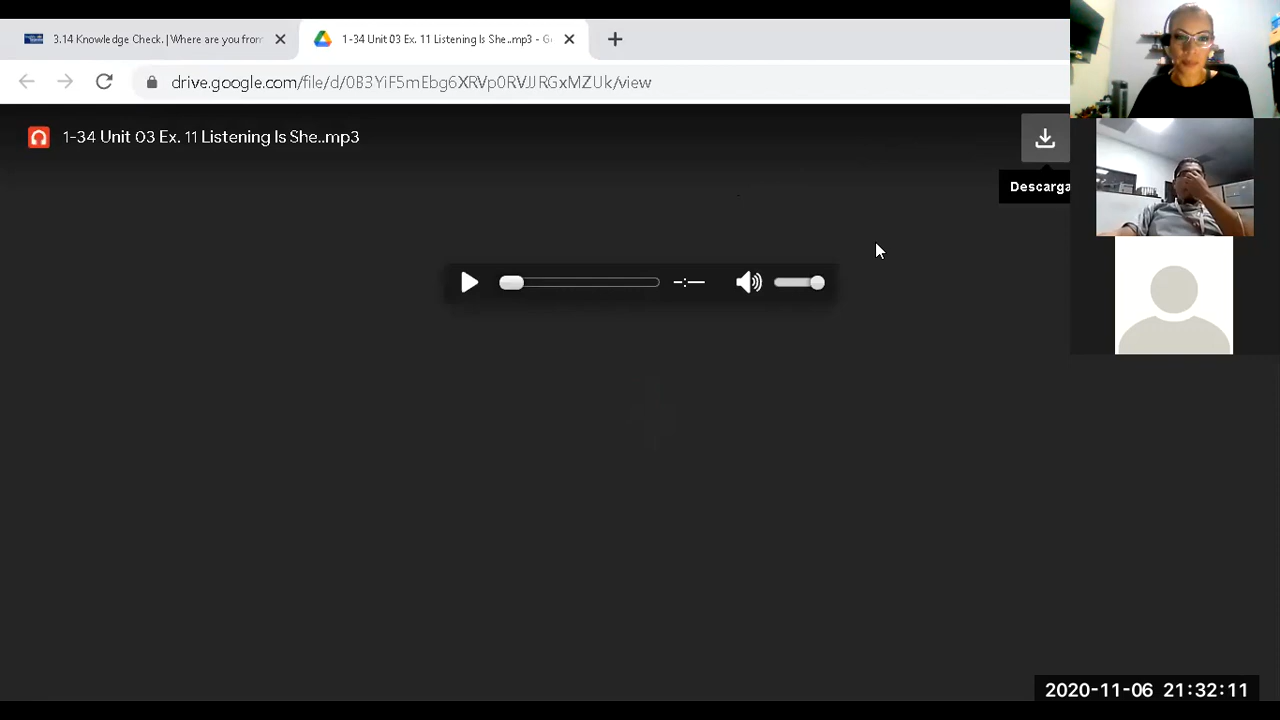 3.14 Knowledge Check. | Where are you from
1-34 Unit 03 Ex. 11 Listening Is She..mp3 - G
drive.google.com/file/d/0B3YiF5mEbg6XRVp0RVJJRGxMZUk/view
1-34 Unit 03 Ex. 11 Listening Is She..mp3
Descarga
--:--
2020-11-06 21:32:11